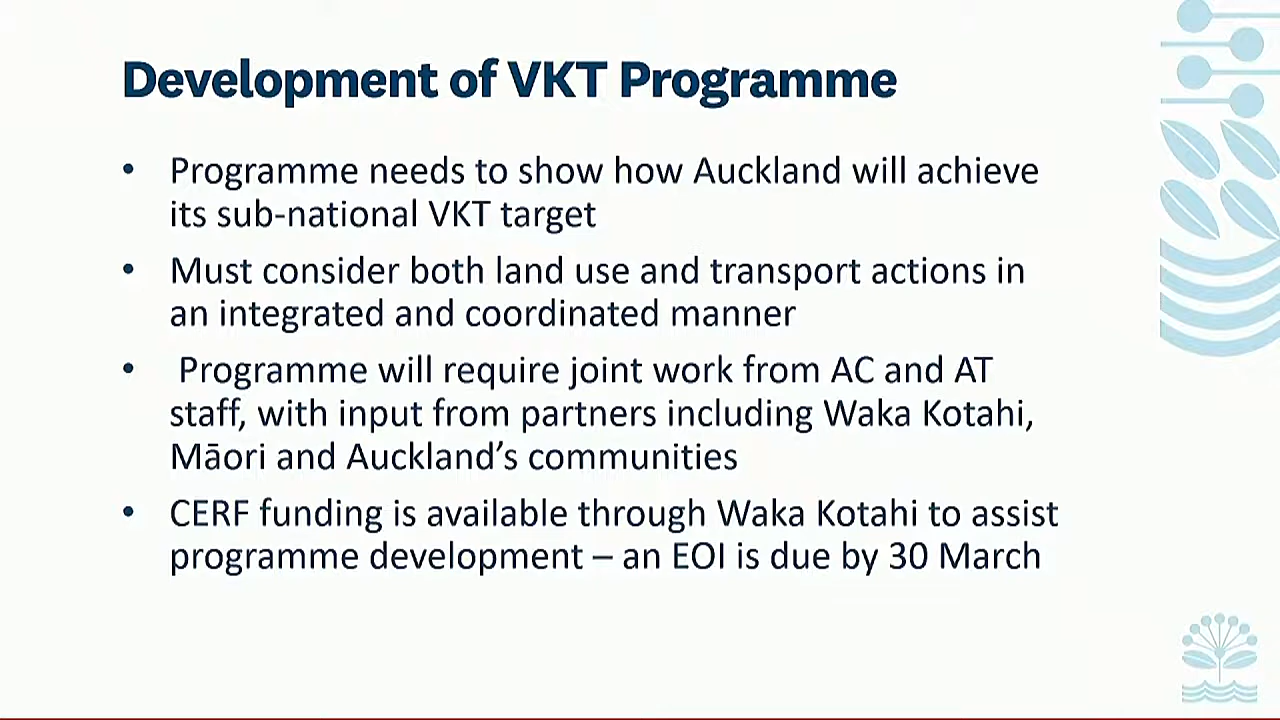 Development of VKT Programme
• Programme needs to show how Auckland will achieve
its sub-national VKT target
• Must consider both land use and transport actions in
an integrated and coordinated manner
• Programme will require joint work from AC and AT
staff, with input from partners including Waka Kotahi,
Māori and Auckland’s communities
• CERF funding is available through Waka Kotahi to assist
programme development – an EOI is due by 30 March